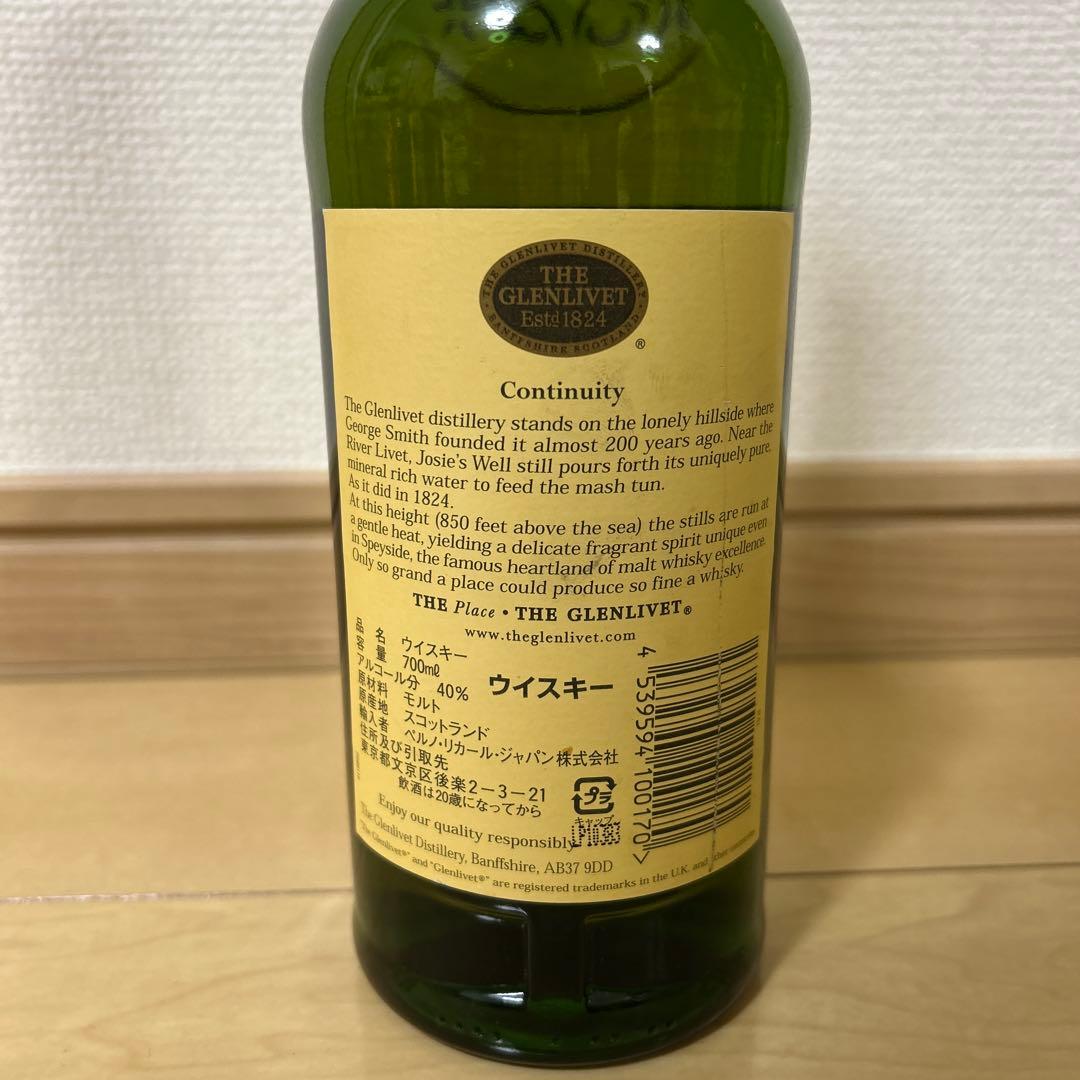 THE GLENLIVET DISTILLERY
THE
GLENLIVET
Estd 1824
BANFFSHIRE SCOTLAND
®
Continuity
The Glenlivet distillery stands on the lonely hillside where
George Smith founded it almost 200 years ago. Near the
River Livet, Josie's Well still pours forth its uniquely pure,
mineral rich water to feed the mash tun.
As it did in 1824.
At this height (850 feet above the sea) the stills are run at
a gentle heat, yielding a delicate fragrant spirit unique even
in Speyside, the famous heartland of malt whisky excellence.
Only so grand a place could produce so fine a whisky.
THE Place • THE GLENLIVET®
www.theglenlivet.com
品名 ウイスキー
容量 700ml
アルコール分 40%
原材料 モルト
原産地 スコットランド
輸入者 ペルノ・リカール・ジャパン株式会社
住所及び引取先
東京都文京区後楽2-3-21
飲酒は20歳になってから
ウイスキー
プラ
キャップ
LP10383
4 539594 100170 >
Enjoy our quality responsibly
The Glenlivet Distillery, Banffshire, AB37 9DD
"The Glenlivet®" and "Glenlivet®" are registered trademarks in the U.K. and other countries